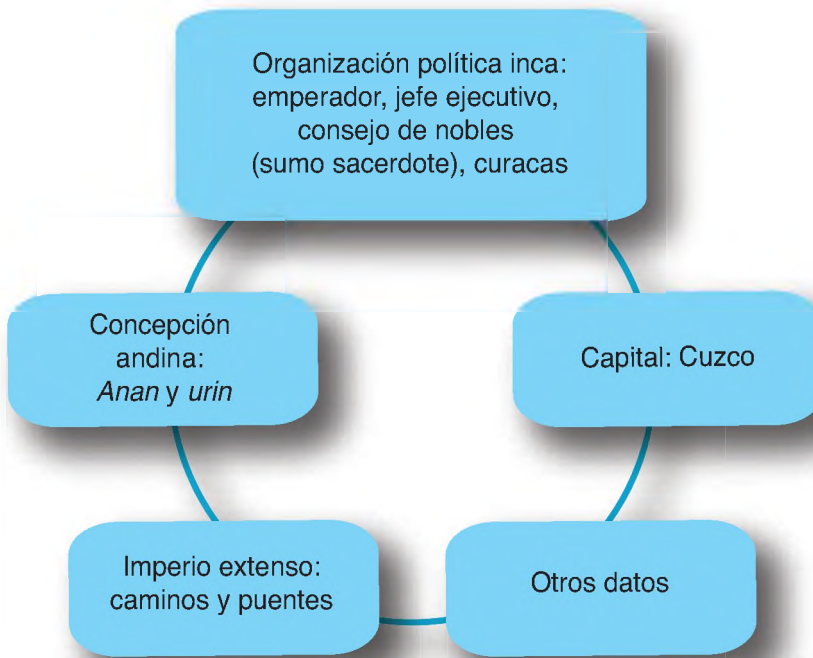 Organización política inca:
emperador, jefe ejecutivo,
consejo de nobles
(sumo sacerdote), curacas
Concepción
andina:
Anan y urin
Capital: Cuzco
Imperio extenso:
caminos y puentes
Otros datos